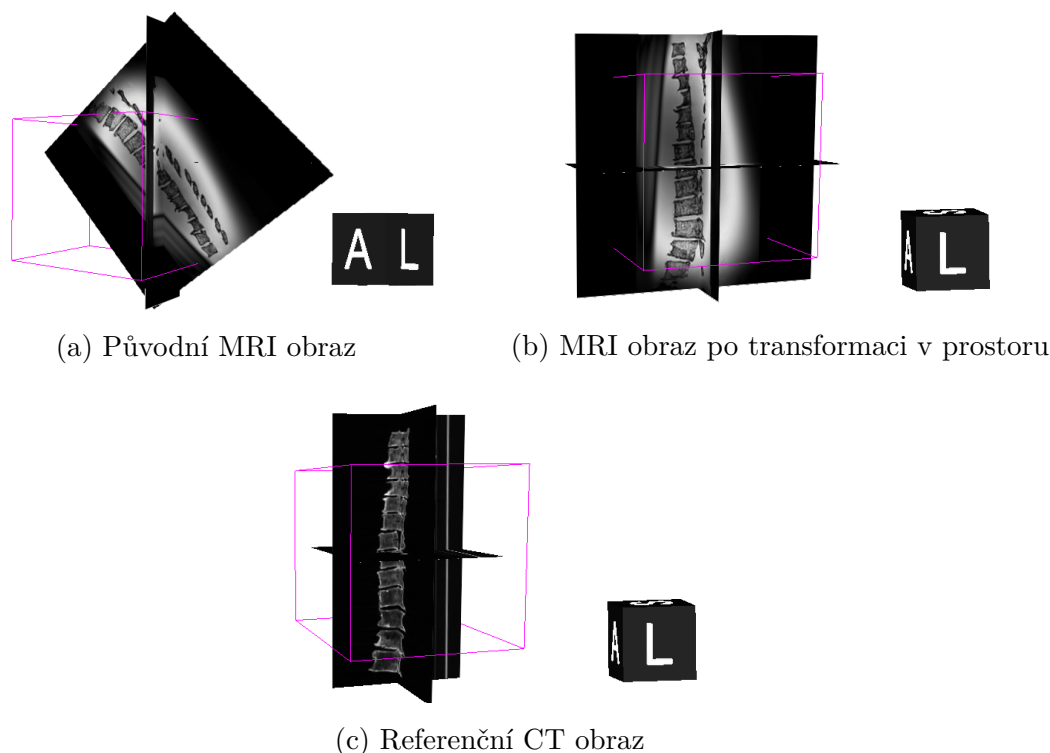 A L
S
A L
(a) Původní MRI obraz
(b) MRI obraz po transformaci v prostoru
S
A L
(c) Referenční CT obraz